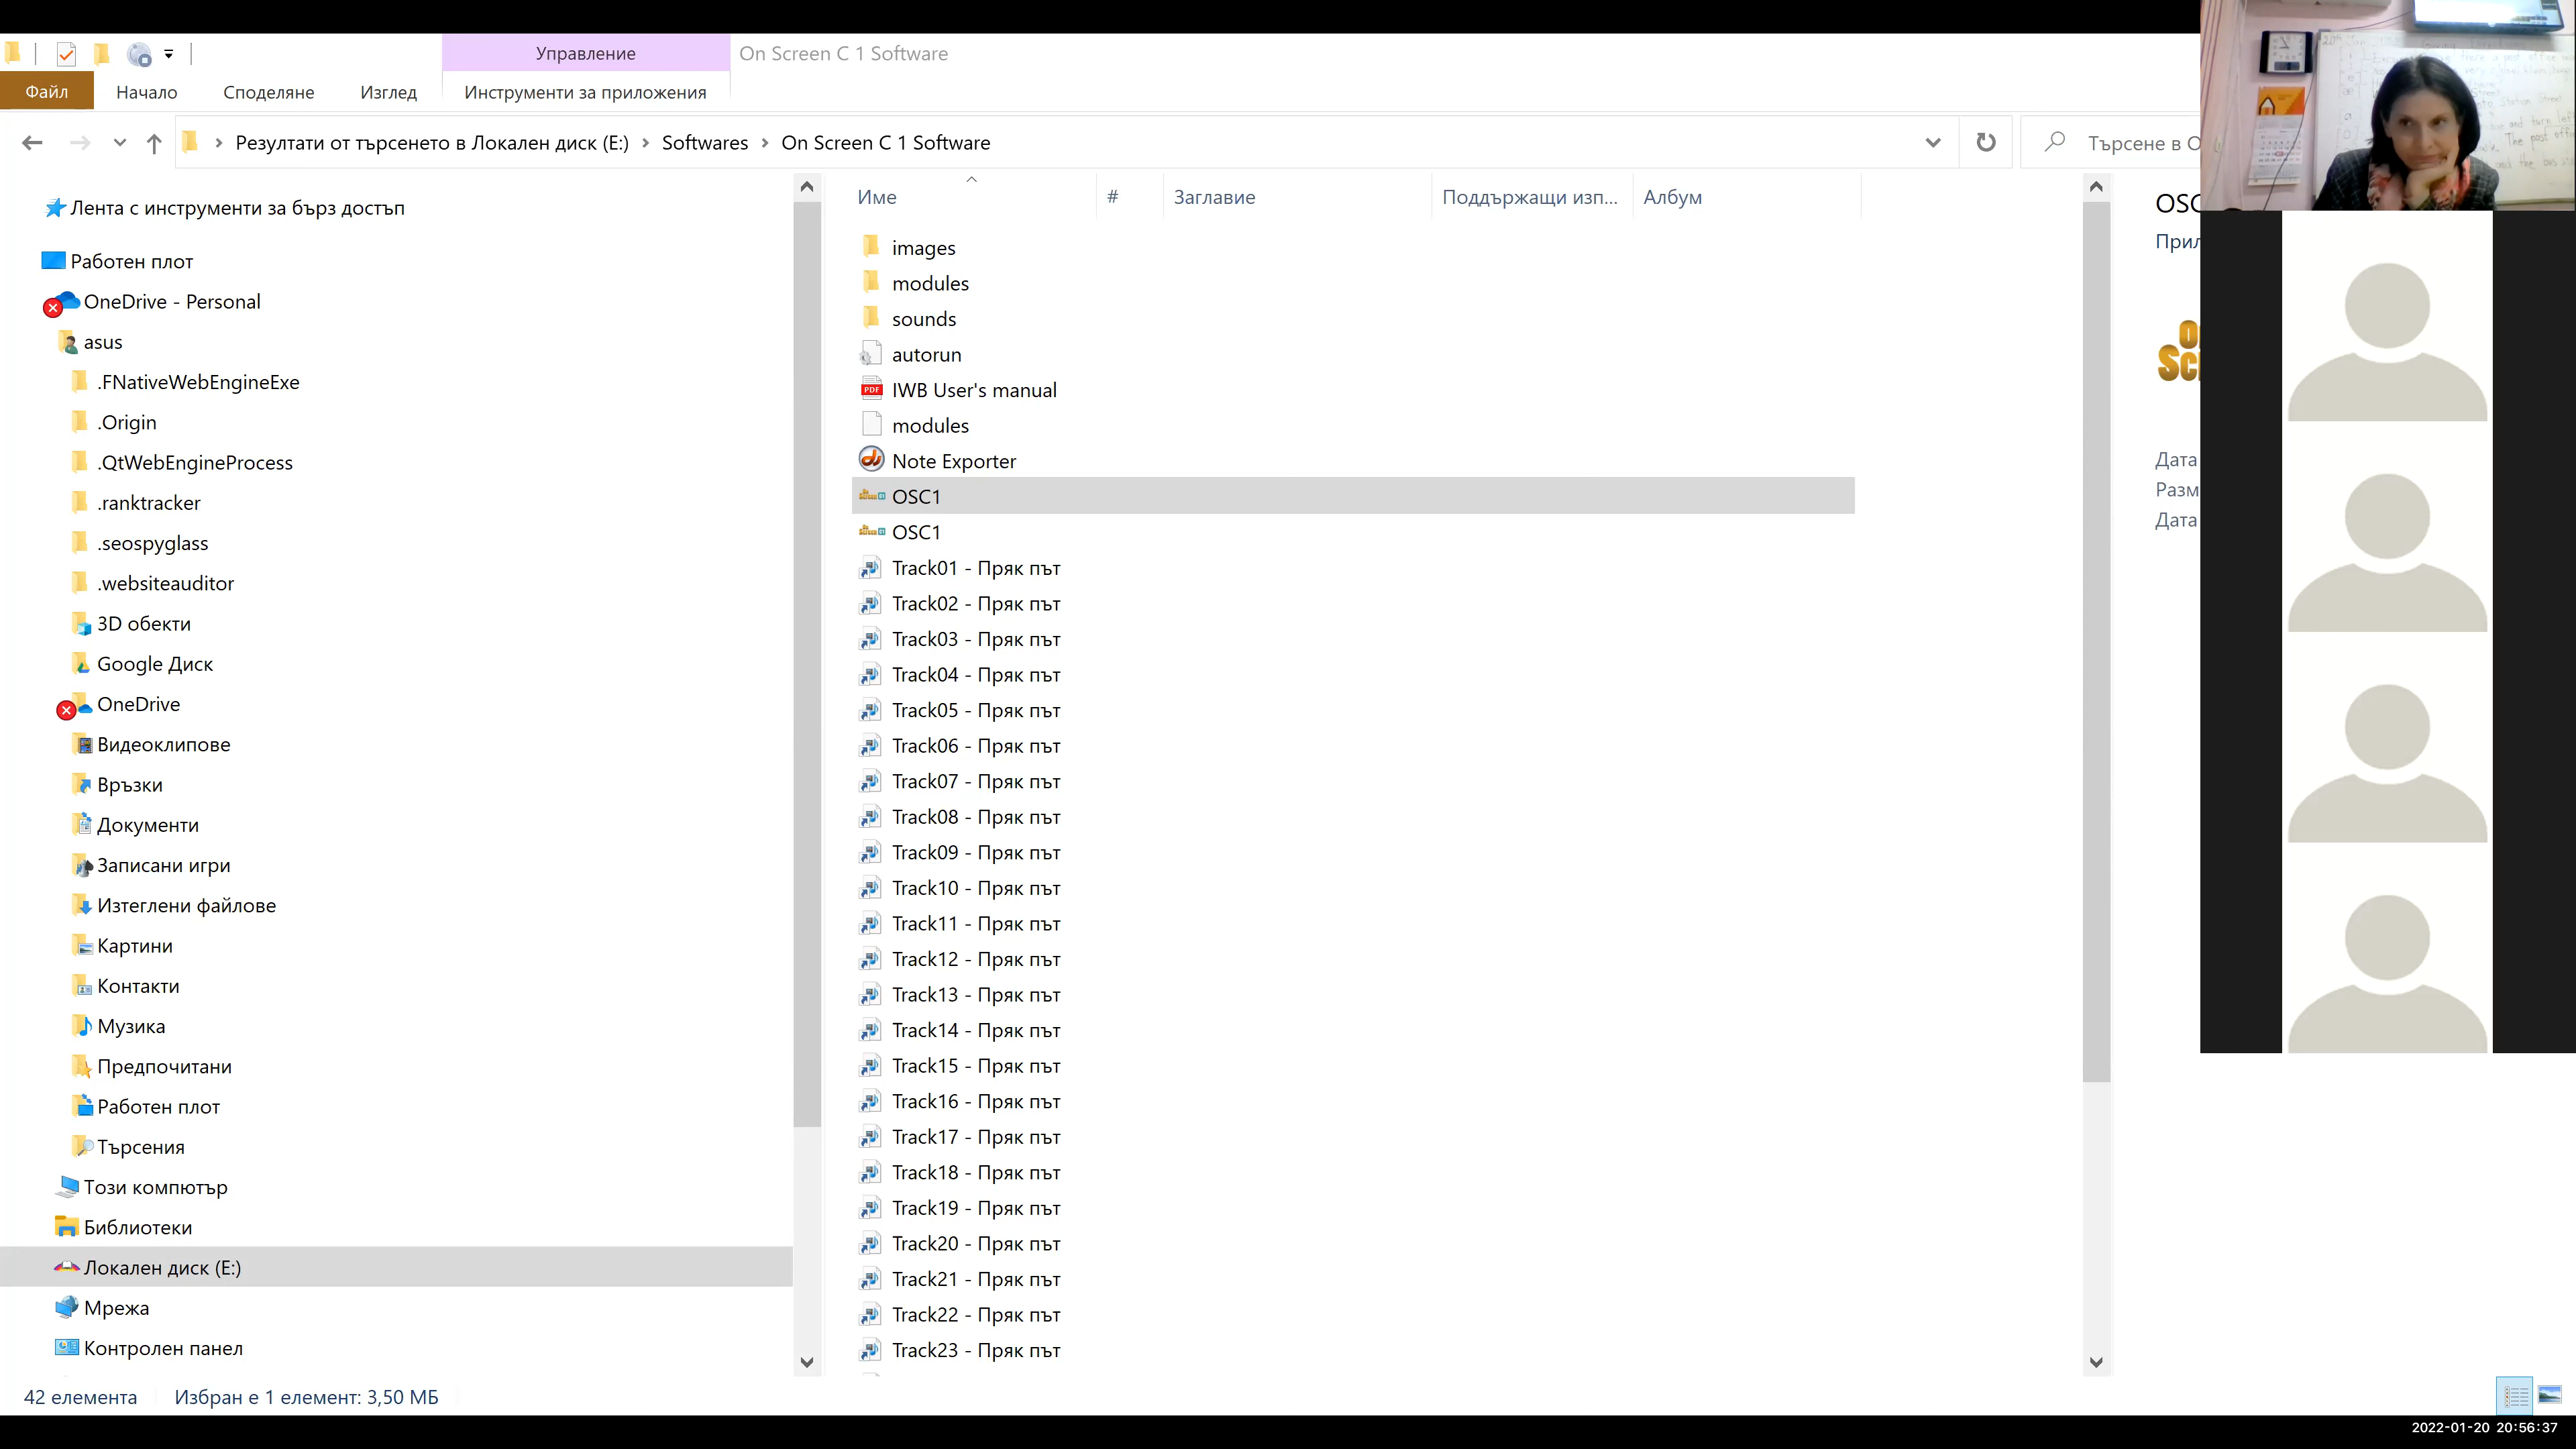 Управление
On Screen C 1 Software
Файл
Начало
Споделяне
Изглед
Инструменти за приложения
Резултати от търсенето в Локален диск (E:) > Softwares > On Screen C 1 Software
Търсене в O
Лента с инструменти за бърз достъп
Работен плот
OneDrive - Personal
asus
.FNativeWebEngineExe
.Origin
.QtWebEngineProcess
.ranktracker
.seospyglass
.websiteauditor
3D обекти
Google Диск
OneDrive
Видеоклипове
Връзки
Документи
Записани игри
Изтеглени файлове
Картини
Контакти
Музика
Предпочитани
Работен плот
Търсения
Този компютър
Библиотеки
Локален диск (E:)
Мрежа
Контролен панел
Име
#
Заглавие
Поддържащи изп...
Албум
images
modules
sounds
autorun
IWB User's manual
modules
Note Exporter
OSC1
OSC1
Track01 - Пряк път
Track02 - Пряк път
Track03 - Пряк път
Track04 - Пряк път
Track05 - Пряк път
Track06 - Пряк път
Track07 - Пряк път
Track08 - Пряк път
Track09 - Пряк път
Track10 - Пряк път
Track11 - Пряк път
Track12 - Пряк път
Track13 - Пряк път
Track14 - Пряк път
Track15 - Пряк път
Track16 - Пряк път
Track17 - Пряк път
Track18 - Пряк път
Track19 - Пряк път
Track20 - Пряк път
Track21 - Пряк път
Track22 - Пряк път
Track23 - Пряк път
OSC
Прил
Дата
Разм
Дата
42 елемента
Избран е 1 елемент: 3,50 МБ
2022-01-20 20:56:37